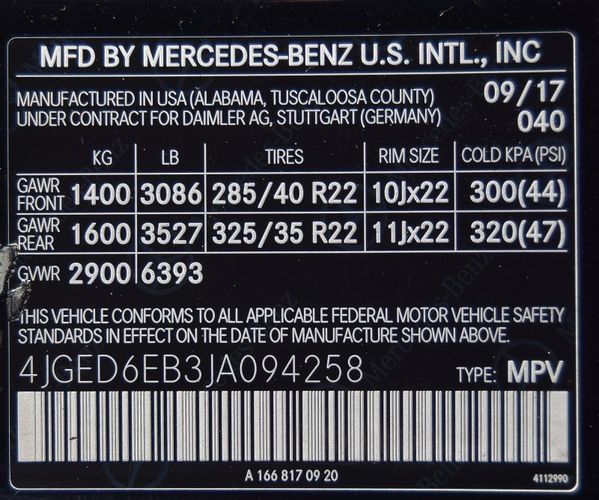 MFD BY MERCEDES-BENZ U.S. INTL., INC
MANUFACTURED IN USA (ALABAMA, TUSCALOOSA COUNTY) 09/17
UNDER CONTRACT FOR DAIMLER AG, STUTTGART (GERMANY) 040
KG LB TIRES RIM SIZE COLD KPA (PSI)
GAWR FRONT 1400 3086 285/40 R22 10Jx22 300(44)
GAWR REAR 1600 3527 325/35 R22 11Jx22 320(47)
GVWR 2900 6393
THIS VEHICLE CONFORMS TO ALL APPLICABLE FEDERAL MOTOR VEHICLE SAFETY
STANDARDS IN EFFECT ON THE DATE OF MANUFACTURE SHOWN ABOVE.
4JGED6EB3JA094258 TYPE: MPV
A 166 817 09 20 4112990